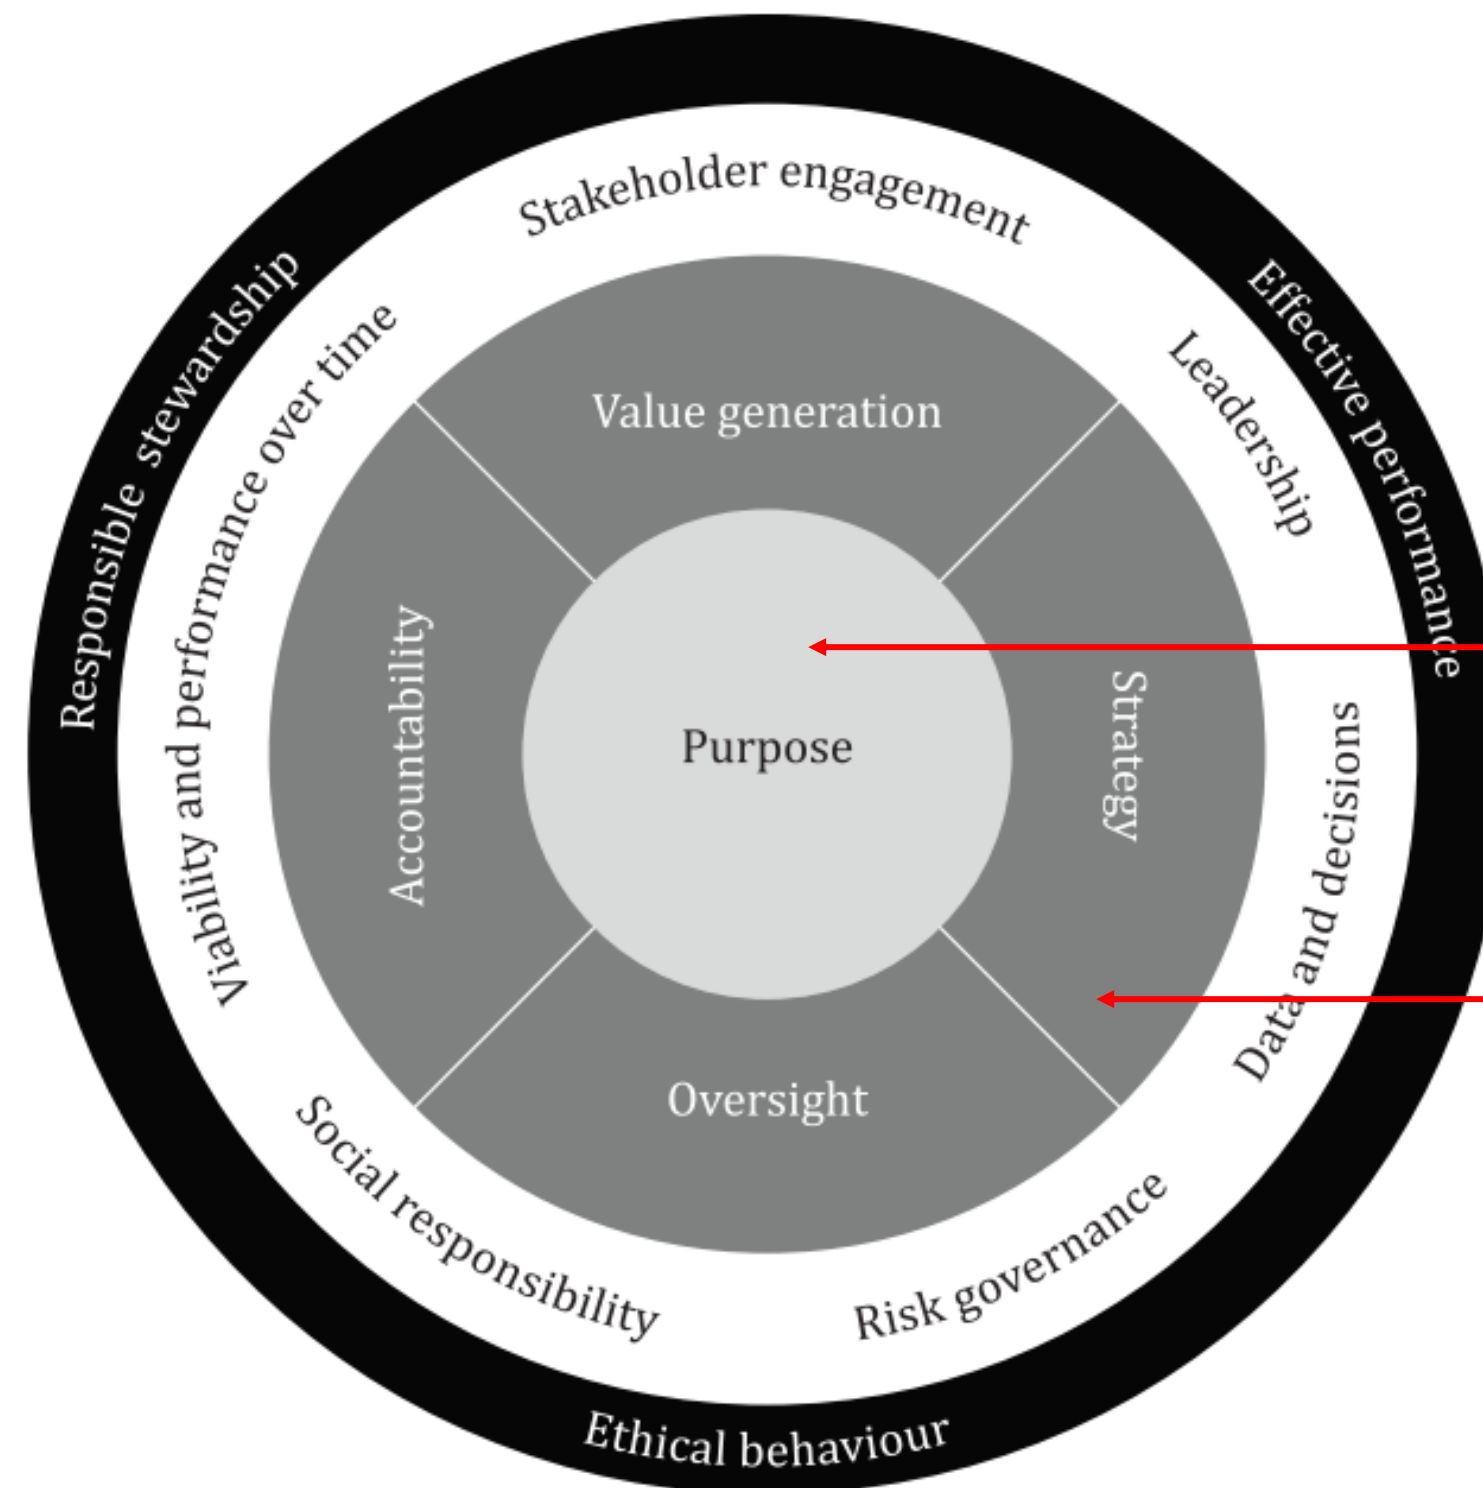 Responsible stewardship
Effective performance
Ethical behaviour
Stakeholder engagement
Leadership
Data and decisions
Risk governance
Social responsibility
Viability and performance over time
Value generation
Strategy
Oversight
Accountability
Purpose